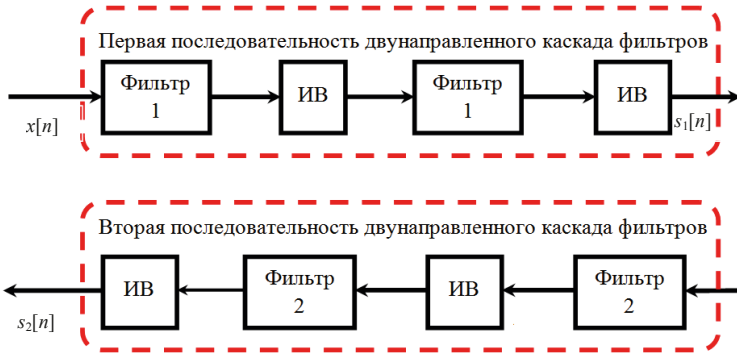 Первая последовательность двунаправленного каскада фильтров
Фильтр
1
ИВ
Фильтр
1
ИВ
x[n]
s₁[n]
Вторая последовательность двунаправленного каскада фильтров
ИВ
Фильтр
2
ИВ
Фильтр
2
s₂[n]